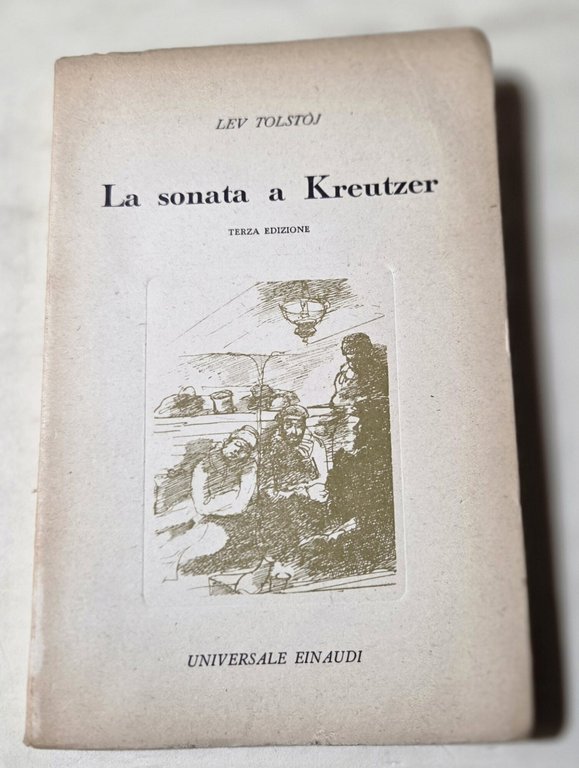 LEV TOLSTÒJ
La sonata a Kreutzer
TERZA EDIZIONE
UNIVERSALE EINAUDI